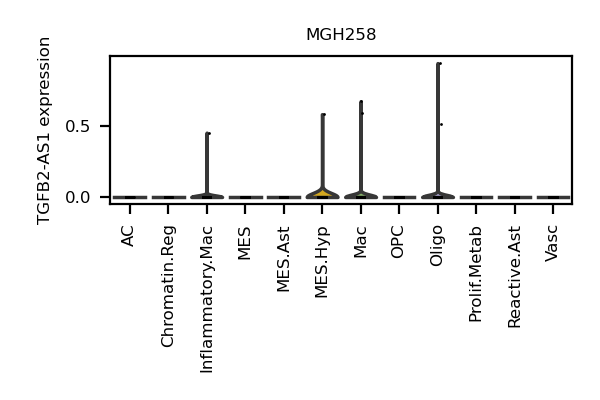 MGH258
TGFB2-AS1 expression
0.5
0.0
AC
Chromatin.Reg
Inflammatory.Mac
MES
MES.Ast
MES.Hyp
Mac
OPC
Oligo
Prolif.Metab
Reactive.Ast
Vasc